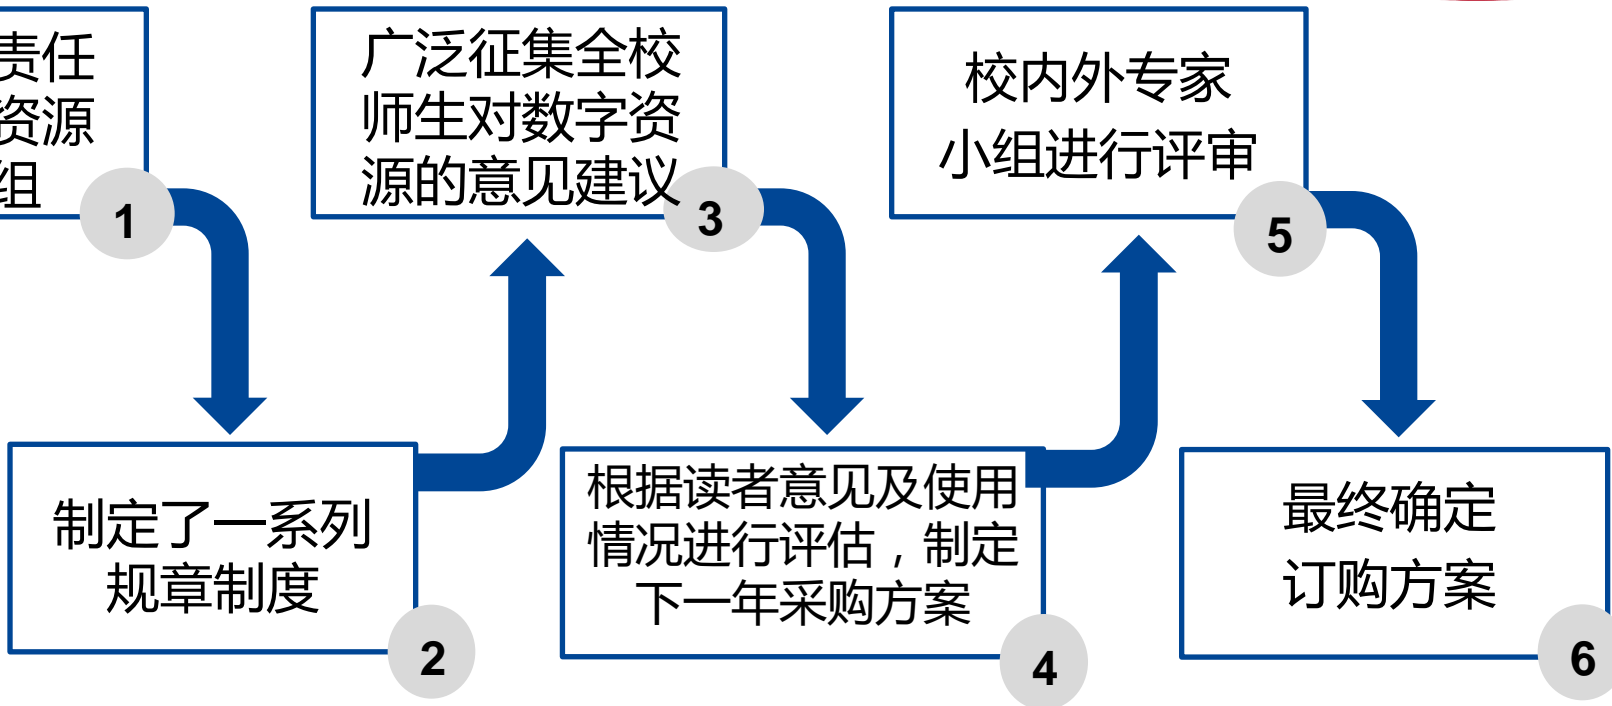 责任
资源
组
1
制定了一系列
规章制度
2
广泛征集全校
师生对数字资
源的意见建议
3
根据读者意见及使用
情况进行评估，制定
下一年采购方案
4
校内外专家
小组进行评审
5
最终确定
订购方案
6